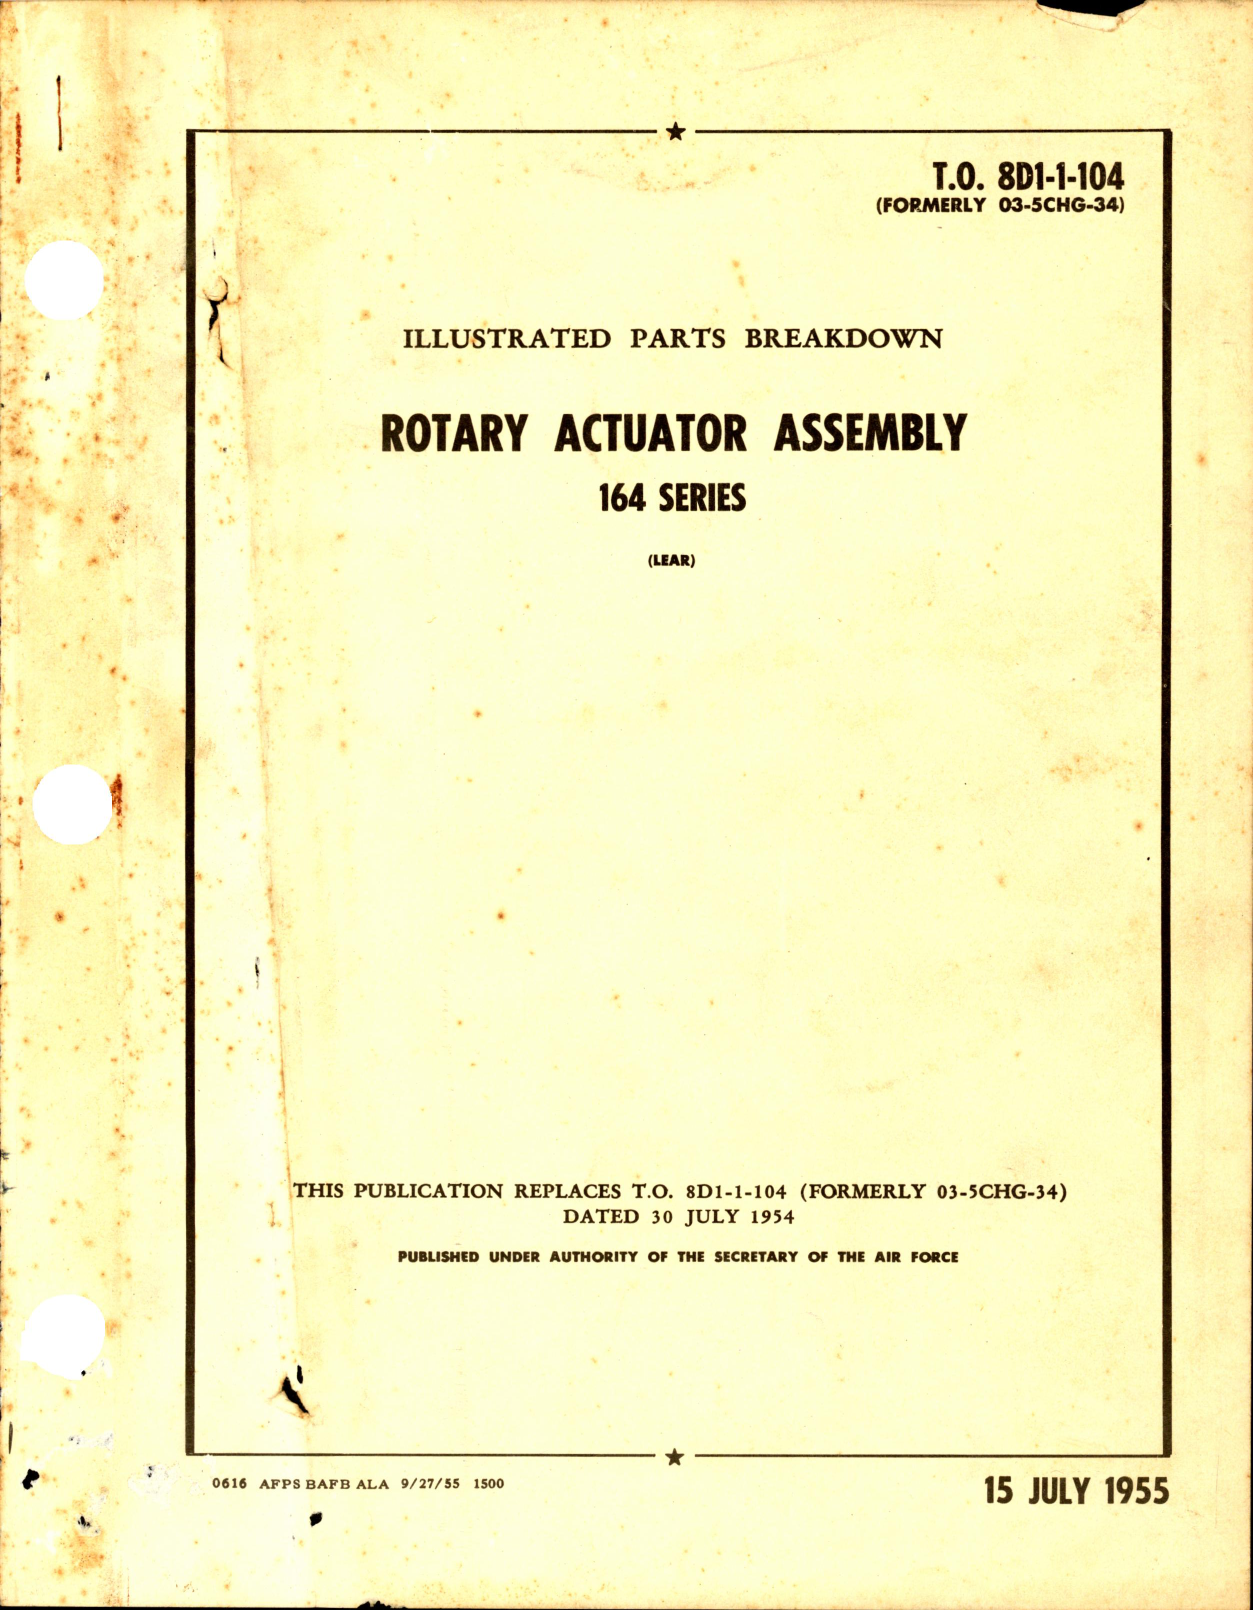 T.O. 8D1-1-104
(FORMERLY 03-5CHG-34)
ILLUSTRATED PARTS BREAKDOWN
ROTARY ACTUATOR ASSEMBLY
164 SERIES
(LEAR)
THIS PUBLICATION REPLACES T.O. 8D1-1-104 (FORMERLY 03-5CHG-34)
DATED 30 JULY 1954
PUBLISHED UNDER AUTHORITY OF THE SECRETARY OF THE AIR FORCE
0616 AFPS BAFB ALA 9/27/55 1500
15 JULY 1955